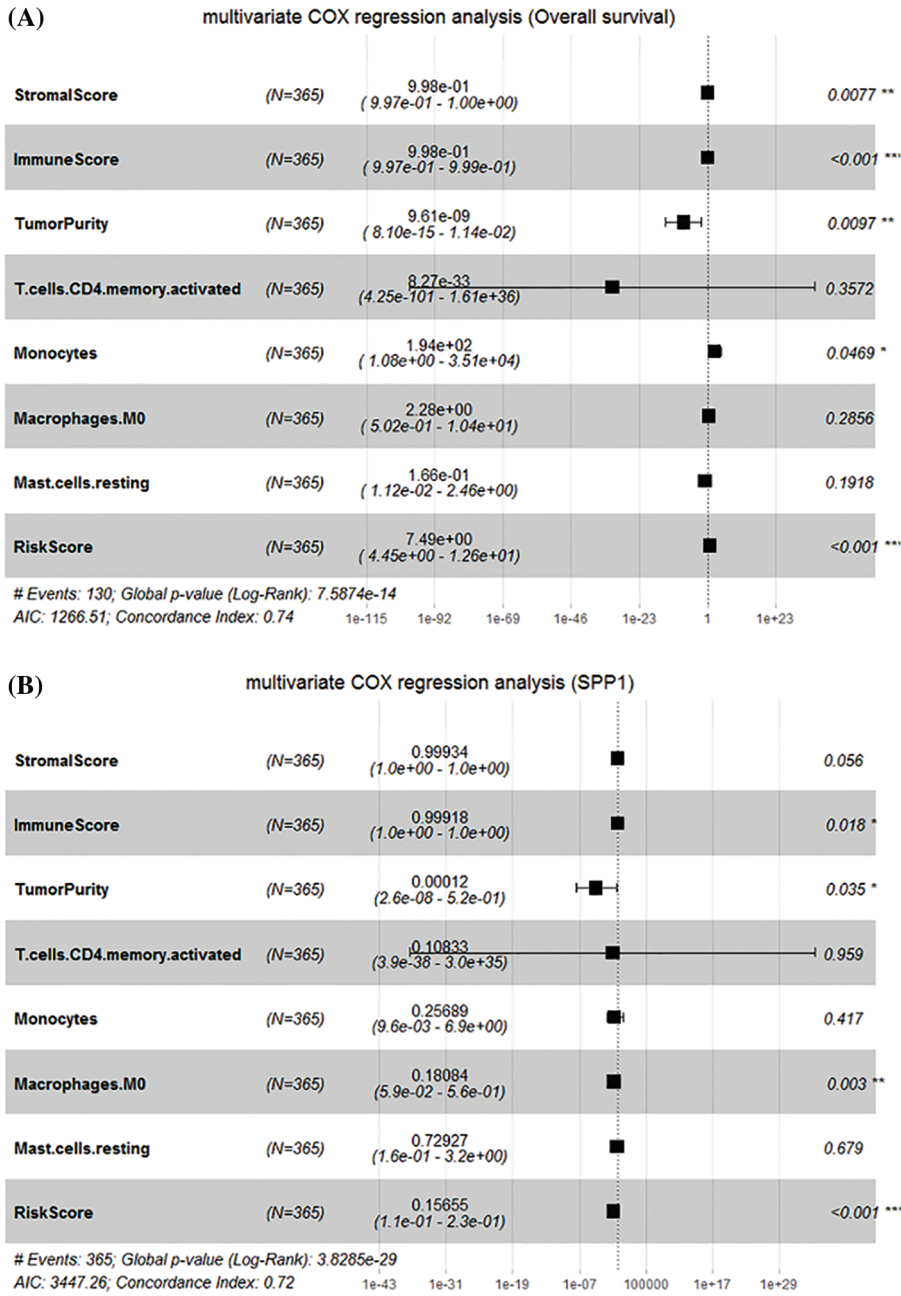 (A)
multivariate COX regression analysis (Overall survival)
StromalScore (N=365) 9.98e-01 ( 9.97e-01 - 1.00e+00) 0.0077 **
ImmuneScore (N=365) 9.98e-01 ( 9.97e-01 - 9.99e-01) <0.001 ***
TumorPurity (N=365) 9.61e-09 ( 8.10e-15 - 1.14e-02) 0.0097 **
T.cells.CD4.memory.activated (N=365) 8.27e-33 (4.25e-101 - 1.61e+36) 0.3572
Monocytes (N=365) 1.94e+02 ( 1.08e+00 - 3.51e+04) 0.0469 *
Macrophages.M0 (N=365) 2.28e+00 ( 5.02e-01 - 1.04e+01) 0.2856
Mast.cells.resting (N=365) 1.66e-01 ( 1.12e-02 - 2.46e+00) 0.1918
RiskScore (N=365) 7.49e+00 ( 4.45e+00 - 1.26e+01) <0.001 ***
# Events: 130; Global p-value (Log-Rank): 7.5874e-14
AIC: 1266.51; Concordance Index: 0.74
1e-115 1e-92 1e-69 1e-46 1e-23 1 1e+23
(B)
multivariate COX regression analysis (SPP1)
StromalScore (N=365) 0.99934 (1.0e+00 - 1.0e+00) 0.056
ImmuneScore (N=365) 0.99918 (1.0e+00 - 1.0e+00) 0.018 *
TumorPurity (N=365) 0.00012 (2.6e-08 - 5.2e-01) 0.035 *
T.cells.CD4.memory.activated (N=365) 0.10833 (3.9e-38 - 3.0e+35) 0.959
Monocytes (N=365) 0.25689 (9.6e-03 - 6.9e+00) 0.417
Macrophages.M0 (N=365) 0.18084 (5.9e-02 - 5.6e-01) 0.003 **
Mast.cells.resting (N=365) 0.72927 (1.6e-01 - 3.2e+00) 0.679
RiskScore (N=365) 0.15655 (1.1e-01 - 2.3e-01) <0.001 ***
# Events: 365; Global p-value (Log-Rank): 3.8285e-29
AIC: 3447.26; Concordance Index: 0.72
1e-43 1e-31 1e-19 1e-07 100000 1e+17 1e+29